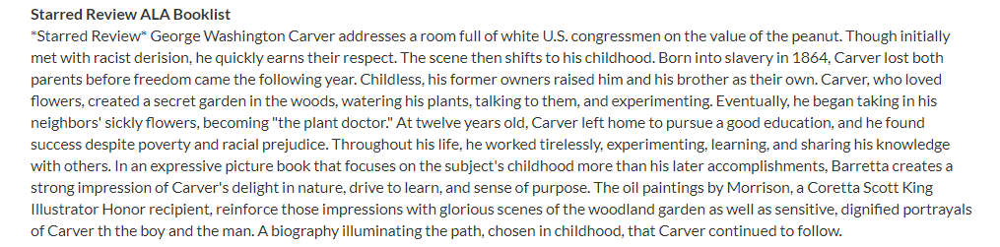 Starred Review ALA Booklist
*Starred Review* George Washington Carver addresses a room full of white U.S. congressmen on the value of the peanut. Though initially
met with racist derision, he quickly earns their respect. The scene then shifts to his childhood. Born into slavery in 1864, Carver lost both
parents before freedom came the following year. Childless, his former owners raised him and his brother as their own. Carver, who loved
flowers, created a secret garden in the woods, watering his plants, talking to them, and experimenting. Eventually, he began taking in his
neighbors' sickly flowers, becoming "the plant doctor." At twelve years old, Carver left home to pursue a good education, and he found
success despite poverty and racial prejudice. Throughout his life, he worked tirelessly, experimenting, learning, and sharing his knowledge
with others. In an expressive picture book that focuses on the subject's childhood more than his later accomplishments, Barretta creates a
strong impression of Carver's delight in nature, drive to learn, and sense of purpose. The oil paintings by Morrison, a Coretta Scott King
Illustrator Honor recipient, reinforce those impressions with glorious scenes of the woodland garden as well as sensitive, dignified portrayals
of Carver th the boy and the man. A biography illuminating the path, chosen in childhood, that Carver continued to follow.